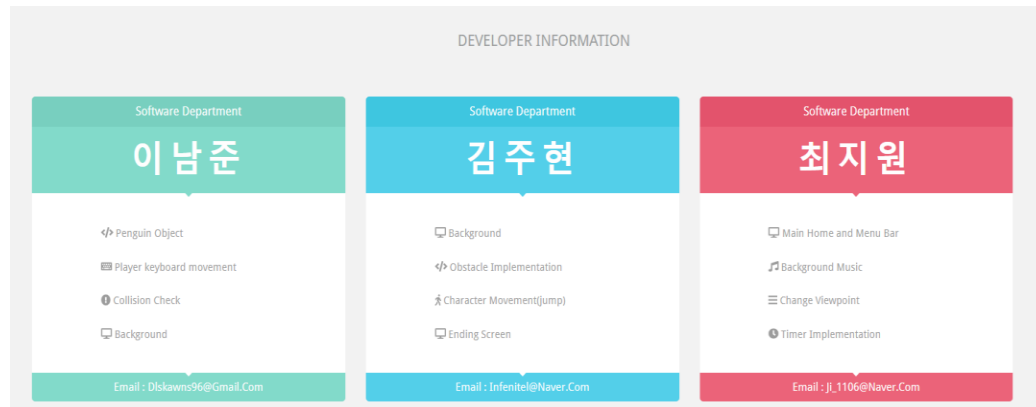 DEVELOPER INFORMATION
Software Department
이남준
Penguin Object
Player keyboard movement
Collision Check
Background
Email : Dlskawns96@Gmail.Com
Software Department
김주현
Background
Obstacle Implementation
Character Movement(jump)
Ending Screen
Email : Infenitel@Naver.Com
Software Department
최지원
Main Home and Menu Bar
Background Music
Change Viewpoint
Timer Implementation
Email : Ji_1106@Naver.Com